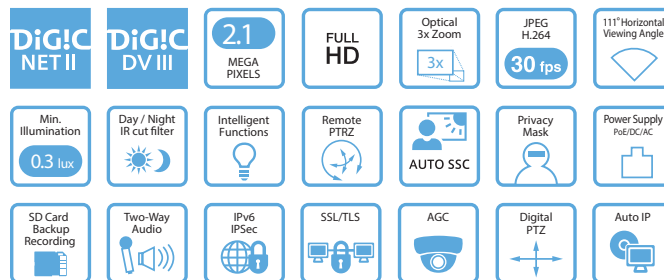 DiG!C
NET II
DiG!C
DV III
2.1
MEGA
PIXELS
FULL
HD
Optical
3x Zoom
3x
JPEG
H.264
30 fps
111° Horizontal
Viewing Angle
Min.
Illumination
0.3 lux
Day / Night
IR cut filter
Intelligent
Functions
Remote
PTRZ
AUTO SSC
Privacy
Mask
Power Supply
PoE/DC/AC
SD Card
Backup
Recording
Two-Way
Audio
IPv6
IPSec
SSL/TLS
AGC
Digital
PTZ
Auto IP